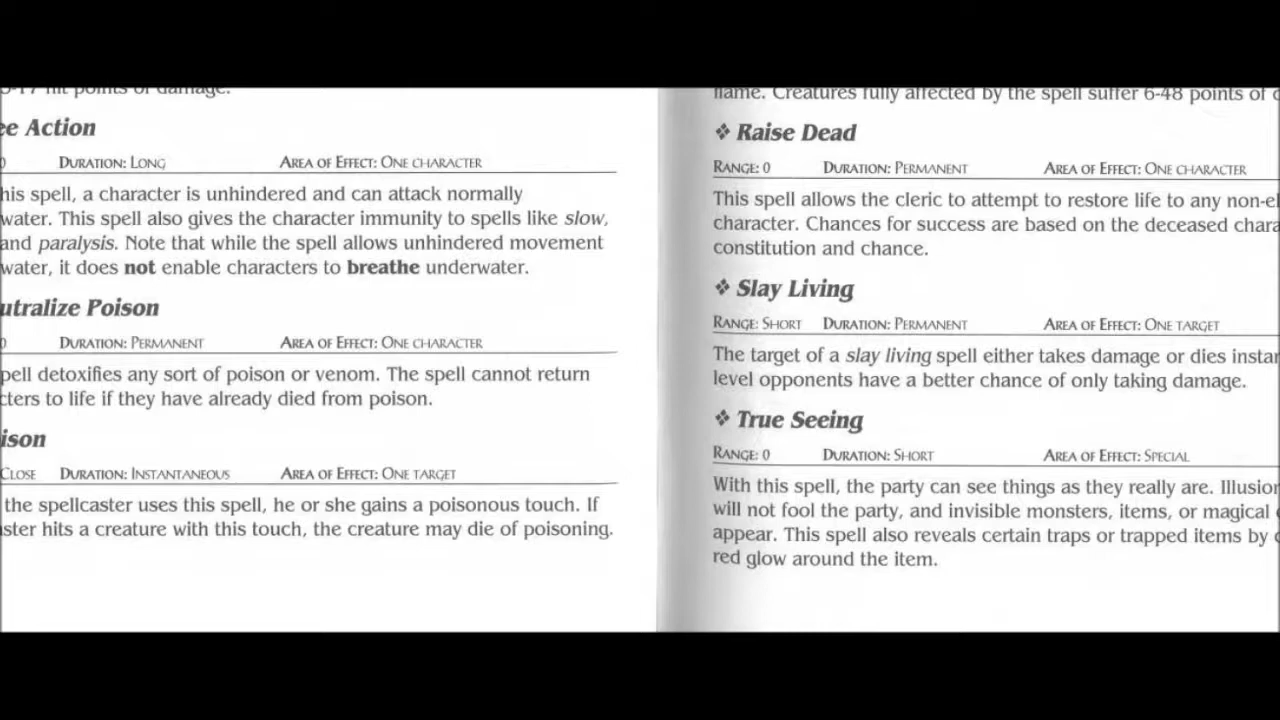 hit points of damage.
ee Action
0 DURATION: LONG AREA OF EFFECT: ONE CHARACTER
his spell, a character is unhindered and can attack normally
water. This spell also gives the character immunity to spells like slow,
and paralysis. Note that while the spell allows unhindered movement
water, it does not enable characters to breathe underwater.
utralize Poison
0 DURATION: PERMANENT AREA OF EFFECT: ONE CHARACTER
pell detoxifies any sort of poison or venom. The spell cannot return
cters to life if they have already died from poison.
ison
CLOSE DURATION: INSTANTANEOUS AREA OF EFFECT: ONE TARGET
the spellcaster uses this spell, he or she gains a poisonous touch. If
ster hits a creature with this touch, the creature may die of poisoning.
flame. Creatures fully affected by the spell suffer 6-48 points of
❖ Raise Dead
RANGE: 0 DURATION: PERMANENT AREA OF EFFECT: ONE CHARACTER
This spell allows the cleric to attempt to restore life to any non-el
character. Chances for success are based on the deceased chara
constitution and chance.
❖ Slay Living
RANGE: SHORT DURATION: PERMANENT AREA OF EFFECT: ONE TARGET
The target of a slay living spell either takes damage or dies instan
level opponents have a better chance of only taking damage.
❖ True Seeing
RANGE: 0 DURATION: SHORT AREA OF EFFECT: SPECIAL
With this spell, the party can see things as they really are. Illusion
will not fool the party, and invisible monsters, items, or magical
appear. This spell also reveals certain traps or trapped items by
red glow around the item.